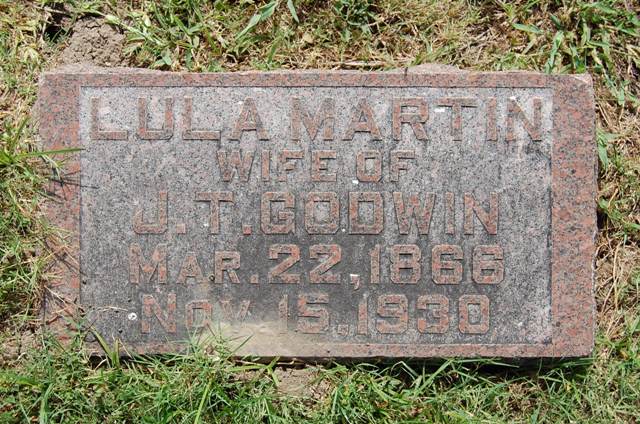 LULA MARTIN
WIFE OF
J.T. GODWIN
MAR. 22, 1866
NOV. 15, 1930